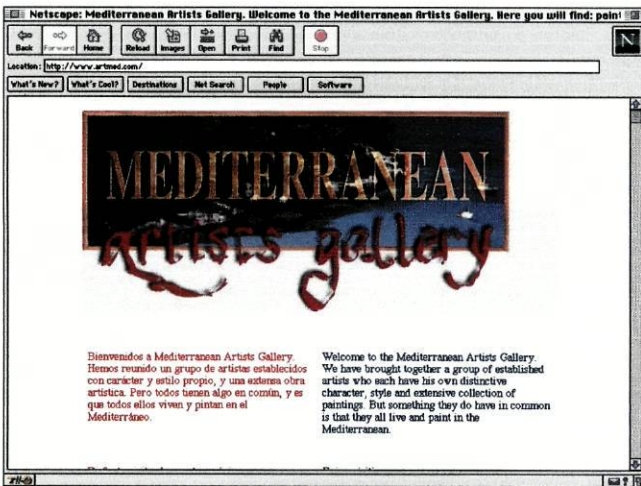 Netscape: Mediterranean Artists Gallery. Welcome to the Mediterranean Artists Gallery. Here you will find: paint
Back Forward Home Reload Images Open Print Find Stop
N
Location: http://www.artmed.com/
What's New? What's Cool? Destinations Net Search People Software
MEDITERRANEAN
artists gallery
Bienvenidos a Mediterranean Artists Gallery.
Hemos reunido un grupo de artistas establecidos
con carácter y estilo propio, y una extensa obra
artística. Pero todos tienen algo en común, y es
que todos ellos viven y pintan en el
Mediterráneo.
Welcome to the Mediterranean Artists Gallery.
We have brought together a group of established
artists who each have his own distinctive
character, style and extensive collection of
paintings. But something they do have in common
is that they all live and paint in the
Mediterranean.